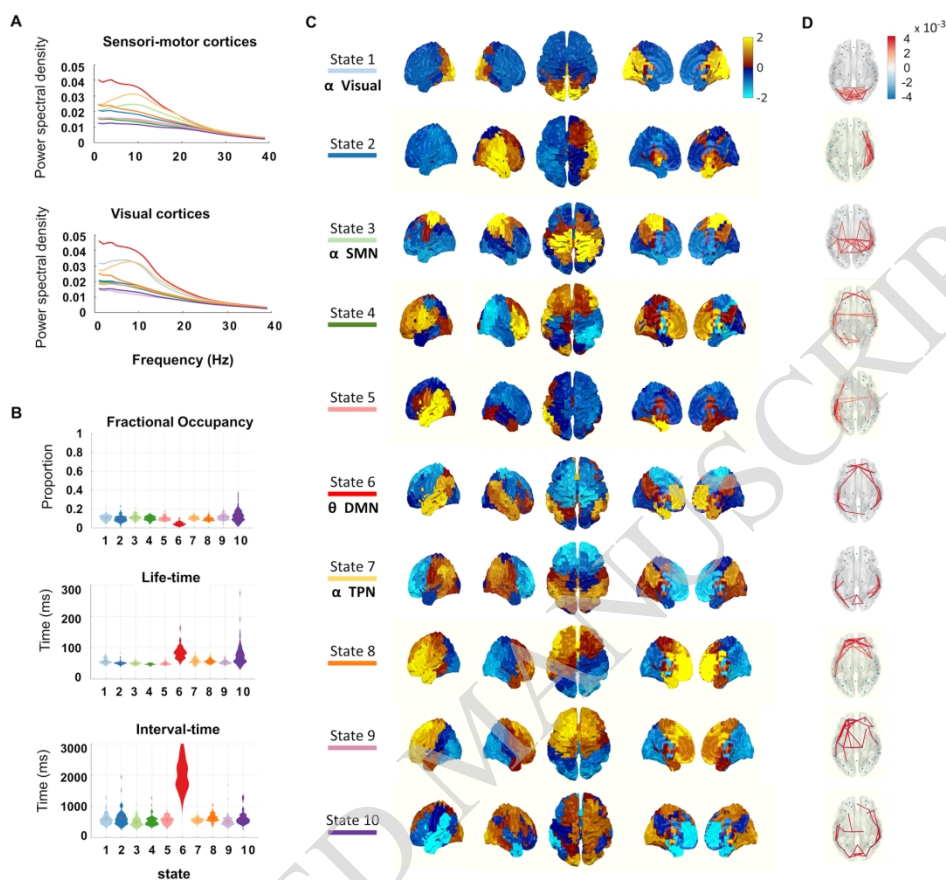 A
Sensori-motor cortices
Power spectral density
0.05
0.04
0.03
0.02
0.01
0 10 20 30 40
Visual cortices
Power spectral density
0.05
0.04
0.03
0.02
0.01
0 10 20 30 40
Frequency (Hz)
B
Fractional Occupancy
Proportion
1
0.8
0.6
0.4
0.2
0
1 2 3 4 5 6 7 8 9 10
Life-time
Time (ms)
300
200
100
0
1 2 3 4 5 6 7 8 9 10
Interval-time
Time (ms)
3000
2000
1000
0
1 2 3 4 5 6 7 8 9 10
state
C
2
0
-2
State 1
α Visual
State 2
State 3
α SMN
State 4
State 5
State 6
θ DMN
State 7
α TPN
State 8
State 9
State 10
D
x 10⁻³
4
2
0
-2
-4
ED MANUSCRIP